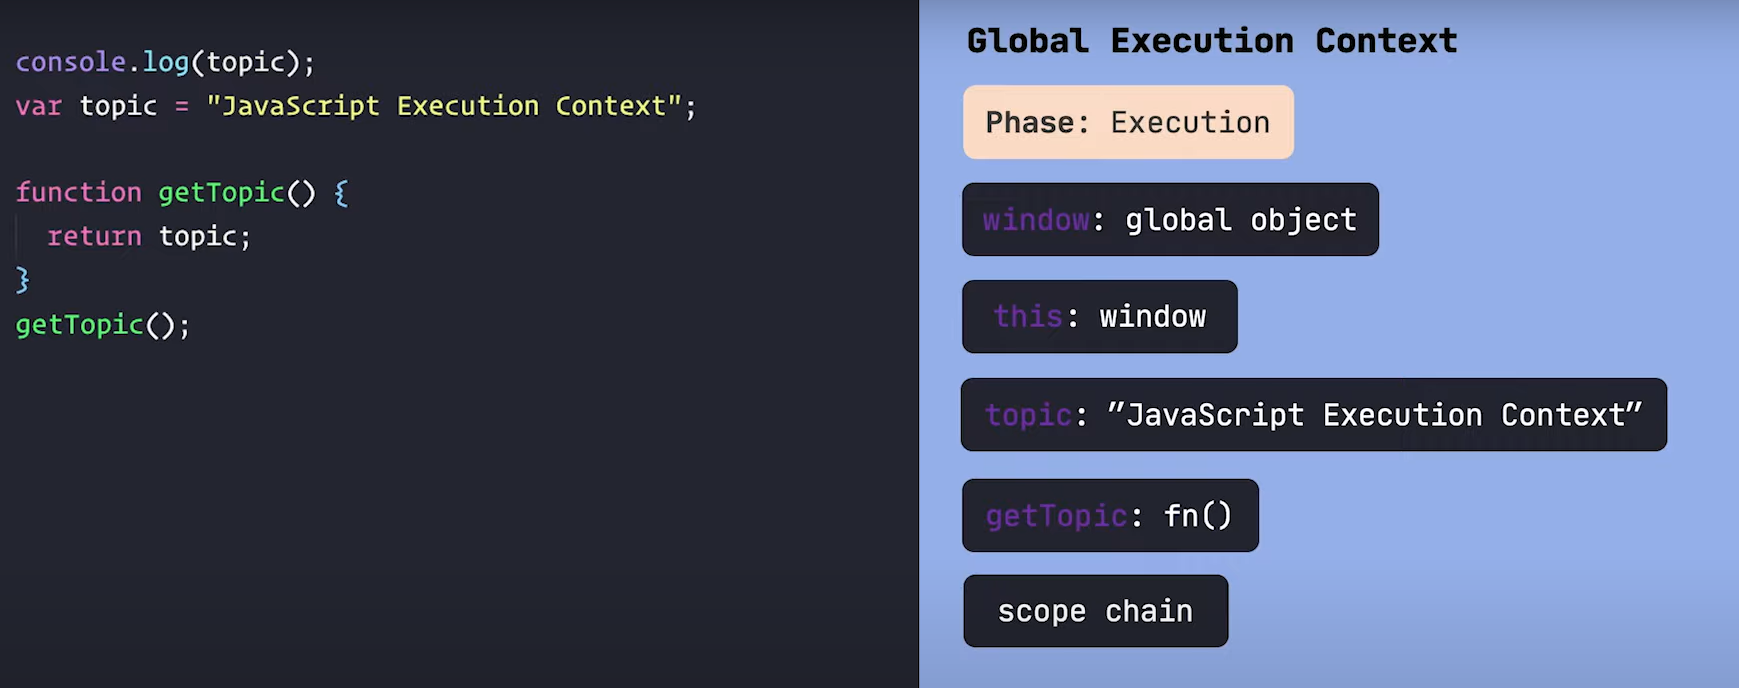 console.log(topic);
var topic = "JavaScript Execution Context";
function getTopic() {
return topic;
}
getTopic();
Global Execution Context
Phase: Execution
window: global object
this: window
topic: ”JavaScript Execution Context”
getTopic: fn()
scope chain